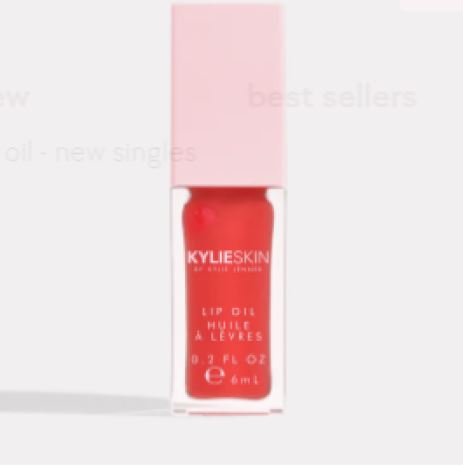 ew
best sellers
oil - new singles
KYLIESKIN
BY KYLIE JENNER
LIP OIL
HUILE
À LÈVRES
0.2 FL OZ
℮ 6mL